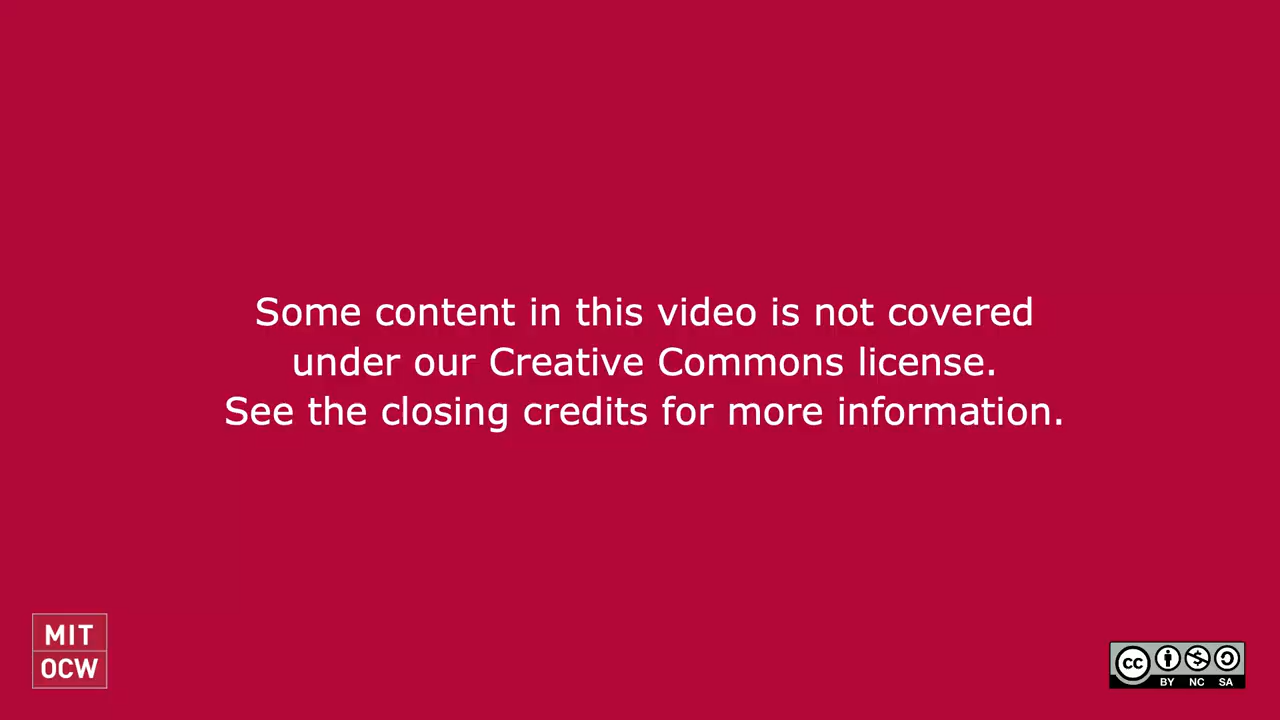 Some content in this video is not covered
under our Creative Commons license.
See the closing credits for more information.
MIT
OCW
cc
BY NC SA